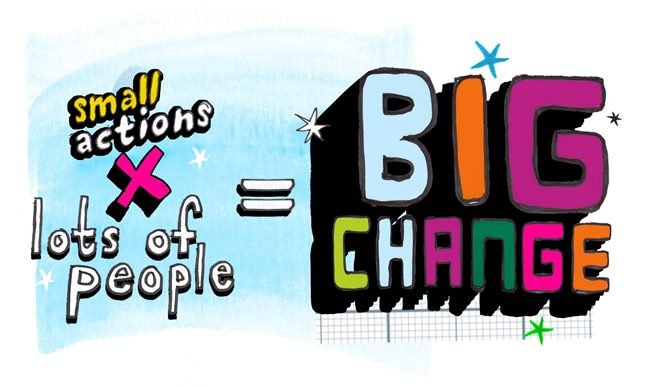 small
actions
X
lots of
people
=
BIG
CHANGE